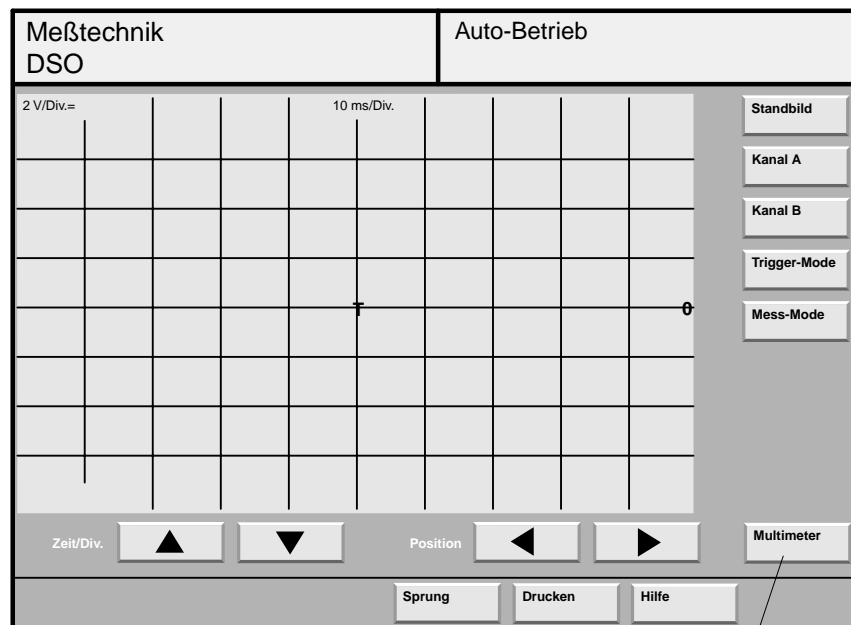 Meßtechnik
DSO
Auto-Betrieb
2 V/Div.=
10 ms/Div.
Standbild
Kanal A
Kanal B
Trigger-Mode
T
0
Mess-Mode
Zeit/Div.
Position
Multimeter
Sprung
Drucken
Hilfe